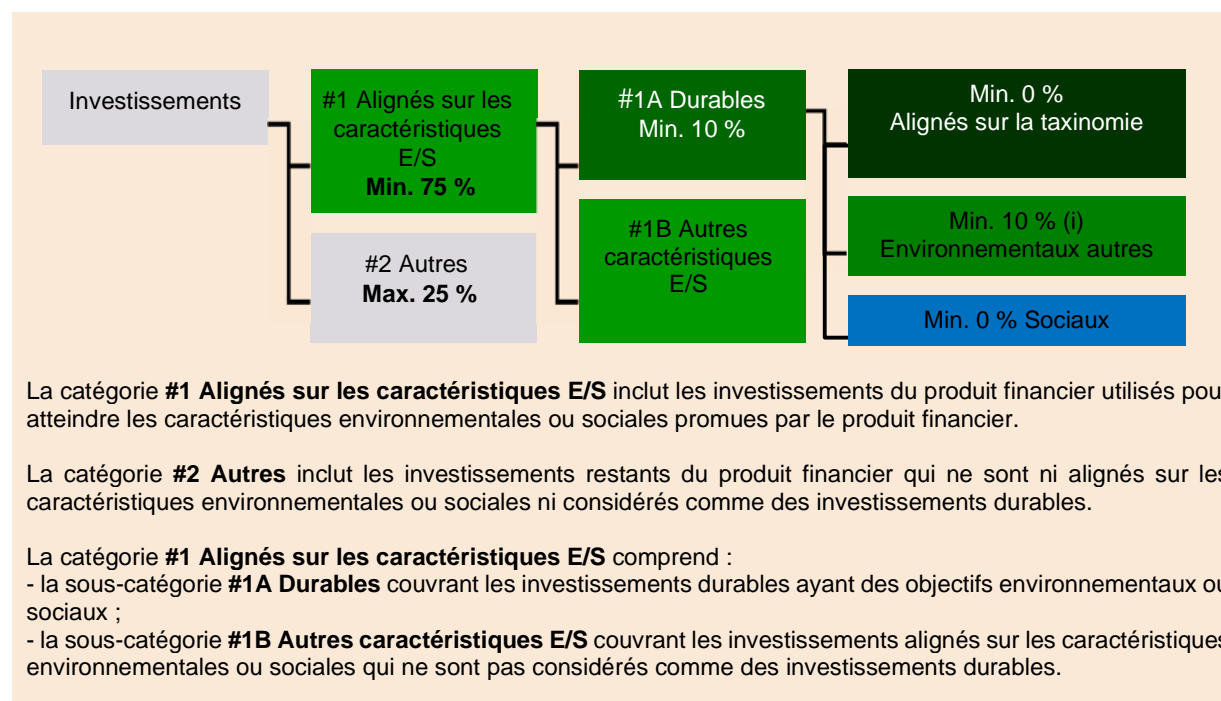 Investissements
#1 Alignés sur les
caractéristiques
E/S
Min. 75 %
#2 Autres
Max. 25 %
#1A Durables
Min. 10 %
#1B Autres
caractéristiques
E/S
Min. 0 %
Alignés sur la taxinomie
Min. 10 % (i)
Environnementaux autres
Min. 0 % Sociaux
La catégorie #1 Alignés sur les caractéristiques E/S inclut les investissements du produit financier utilisés pou
atteindre les caractéristiques environnementales ou sociales promues par le produit financier.
La catégorie #2 Autres inclut les investissements restants du produit financier qui ne sont ni alignés sur les
caractéristiques environnementales ou sociales ni considérés comme des investissements durables.
La catégorie #1 Alignés sur les caractéristiques E/S comprend :
- la sous-catégorie #1A Durables couvrant les investissements durables ayant des objectifs environnementaux ou
sociaux ;
- la sous-catégorie #1B Autres caractéristiques E/S couvrant les investissements alignés sur les caractéristiques
environnementales ou sociales qui ne sont pas considérés comme des investissements durables.